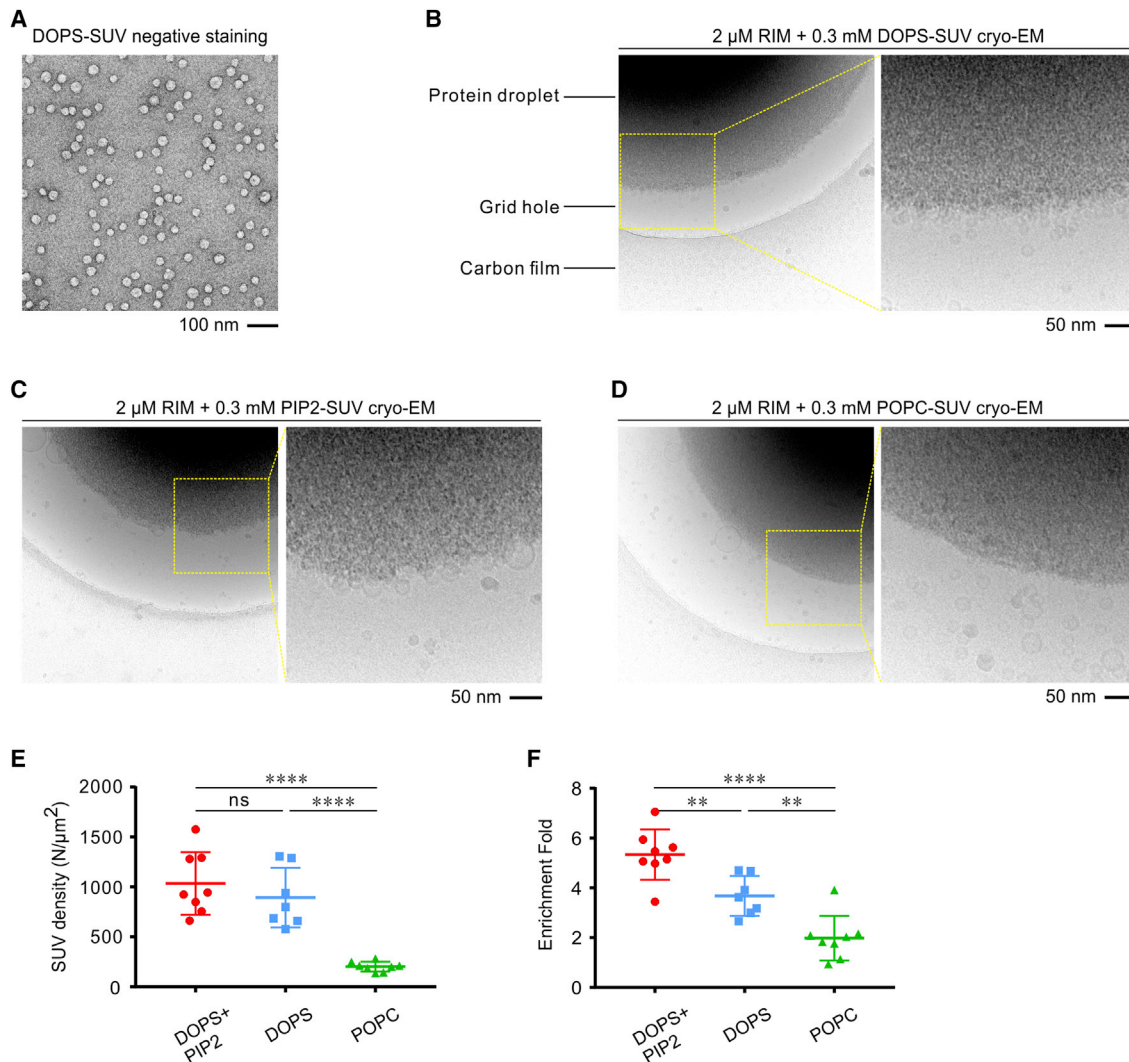 A
DOPS-SUV negative staining
100 nm
B
2 µM RIM + 0.3 mM DOPS-SUV cryo-EM
Protein droplet
Grid hole
Carbon film
50 nm
C
2 µM RIM + 0.3 mM PIP2-SUV cryo-EM
50 nm
D
2 µM RIM + 0.3 mM POPC-SUV cryo-EM
50 nm
E
SUV density (N/µm²)
2000
1500
1000
500
0
****
ns
****
DOPS+
PIP2
DOPS
POPC
F
Enrichment Fold
8
6
4
2
0
****
**
**
DOPS+
PIP2
DOPS
POPC